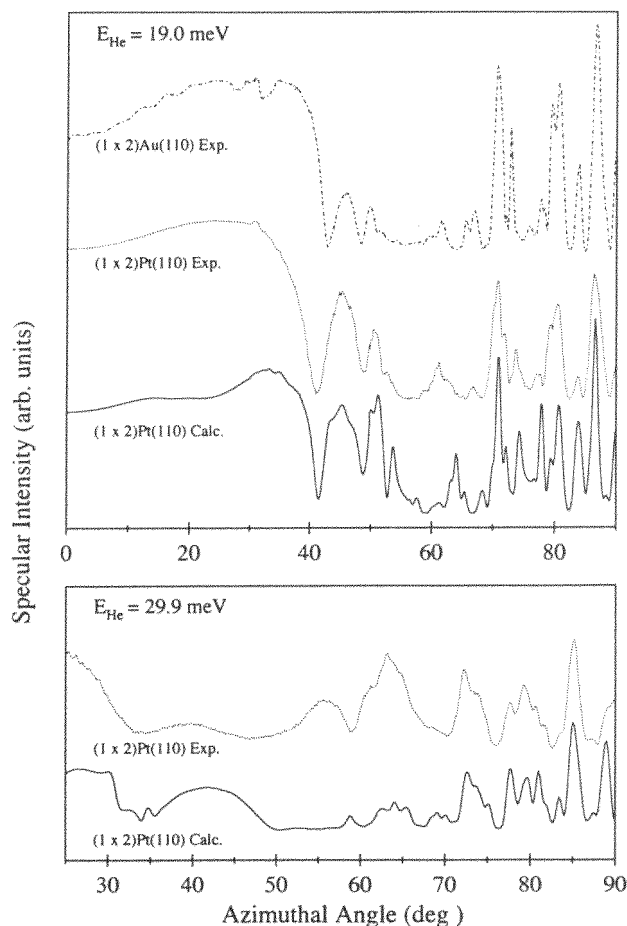 E_He = 19.0 meV
(1 x 2)Au(110) Exp.
(1 x 2)Pt(110) Exp.
(1 x 2)Pt(110) Calc.
0 20 40 60 80
Specular Intensity (arb. units)
E_He = 29.9 meV
(1 x 2)Pt(110) Exp.
(1 x 2)Pt(110) Calc.
30 40 50 60 70 80 90
Azimuthal Angle (deg )